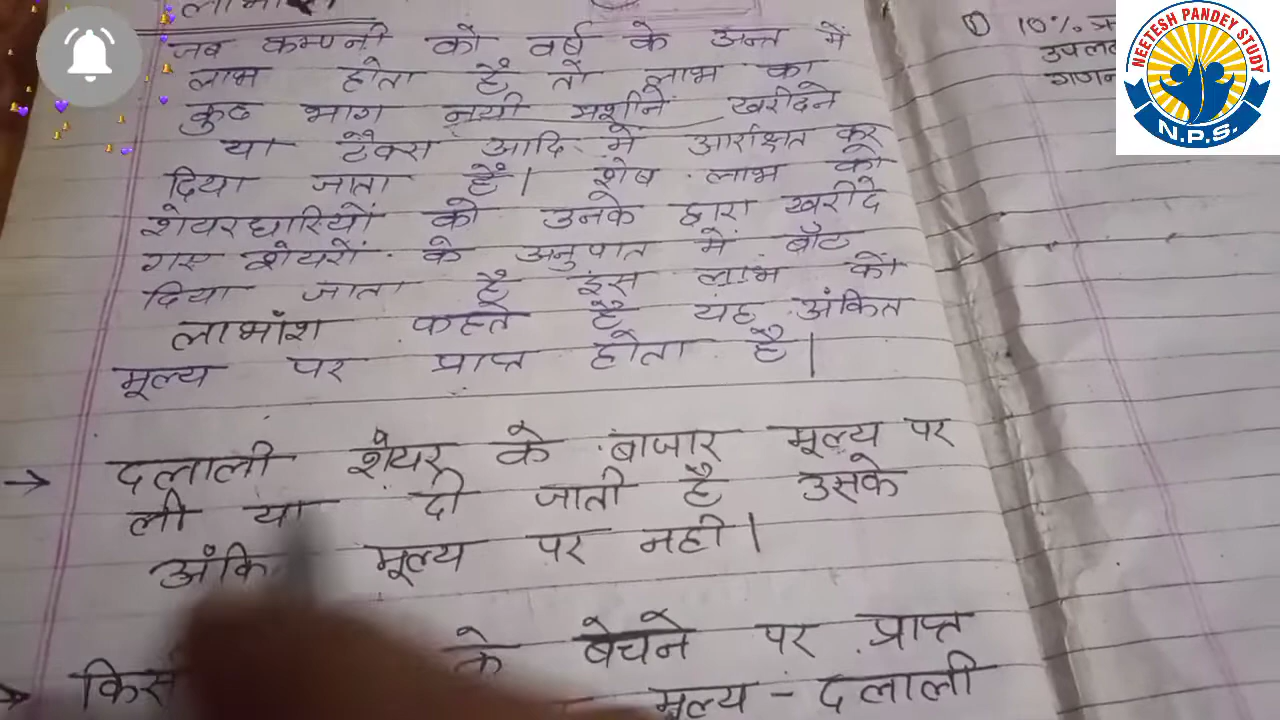 लाभांश
जब कम्पनी को वर्ष के अन्त में
लाभ होता है तो लाभ का
कुछ भाग नयी मशीने खरीदने
या टैक्स आदि में आरक्षित कर
दिया जाता है। शेष लाभ को
शेयरधारियों को उनके द्वारा खरीदे
गए शेयरों के अनुपात में बाँट
दिया जाता है इस लाभ को
लाभाँश कहते है यह अंकित
मूल्य पर प्राप्त होता है।
→ दलाली शेयर के बाजार मूल्य पर
ली या दी जाती है उसके
अंकि मूल्य पर नही।
→ किस के बेचने पर प्राप्त
मूल्य - दलाली
① 10%
NEETESH PANDEY STUDY
N.P.S.